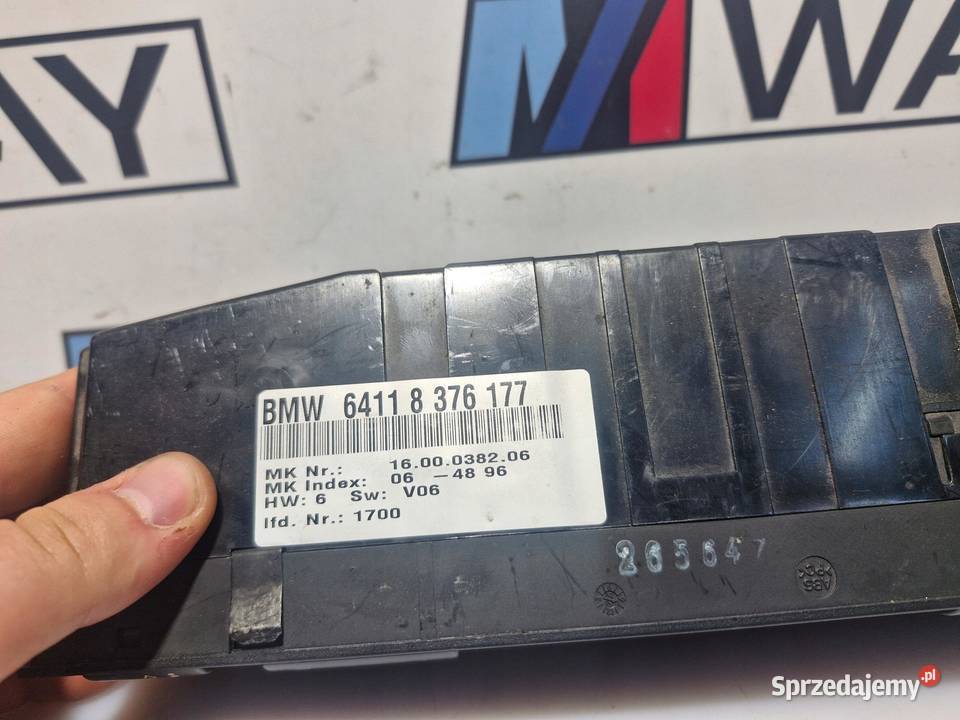 AY
M WA
BMW 6411 8 376 177
MK Nr.: 16.00.0382.06
MK Index: 06 -48 96
HW: 6 Sw: V06
lfd. Nr.: 1700
265647
ABS
Sprzedajemy.pl